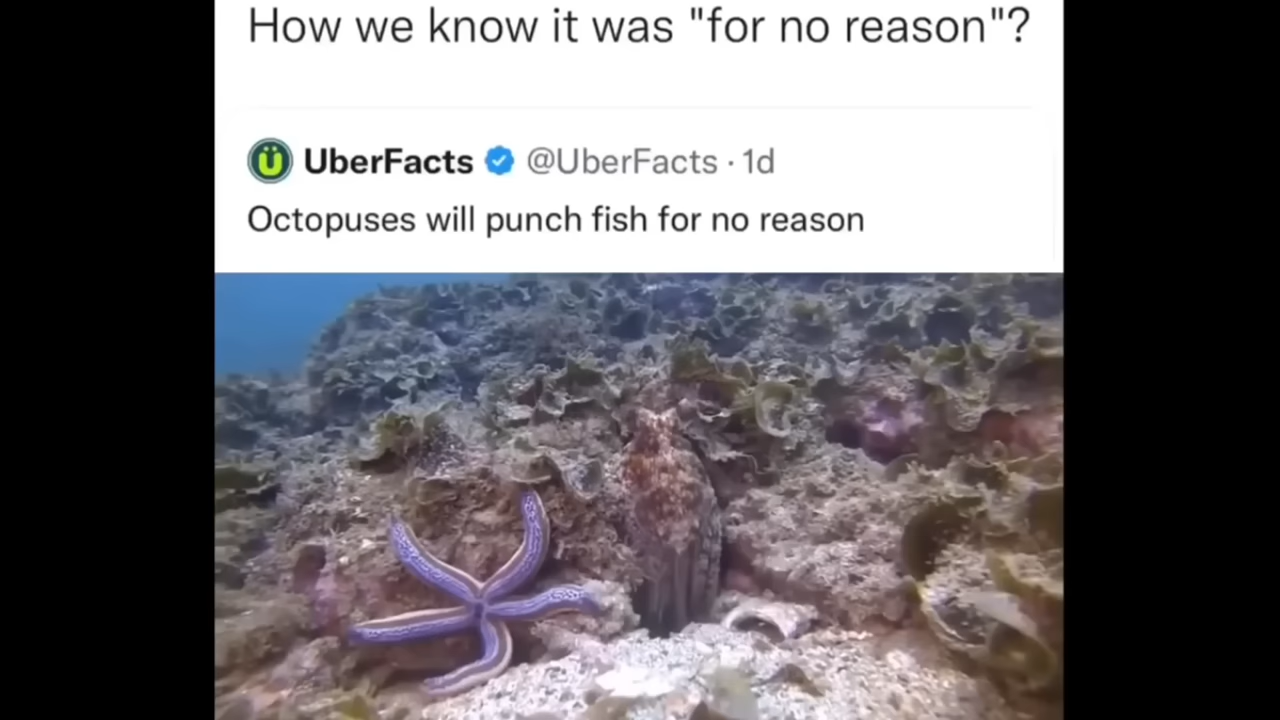 How we know it was "for no reason"?
UberFacts @UberFacts · 1d
Octopuses will punch fish for no reason